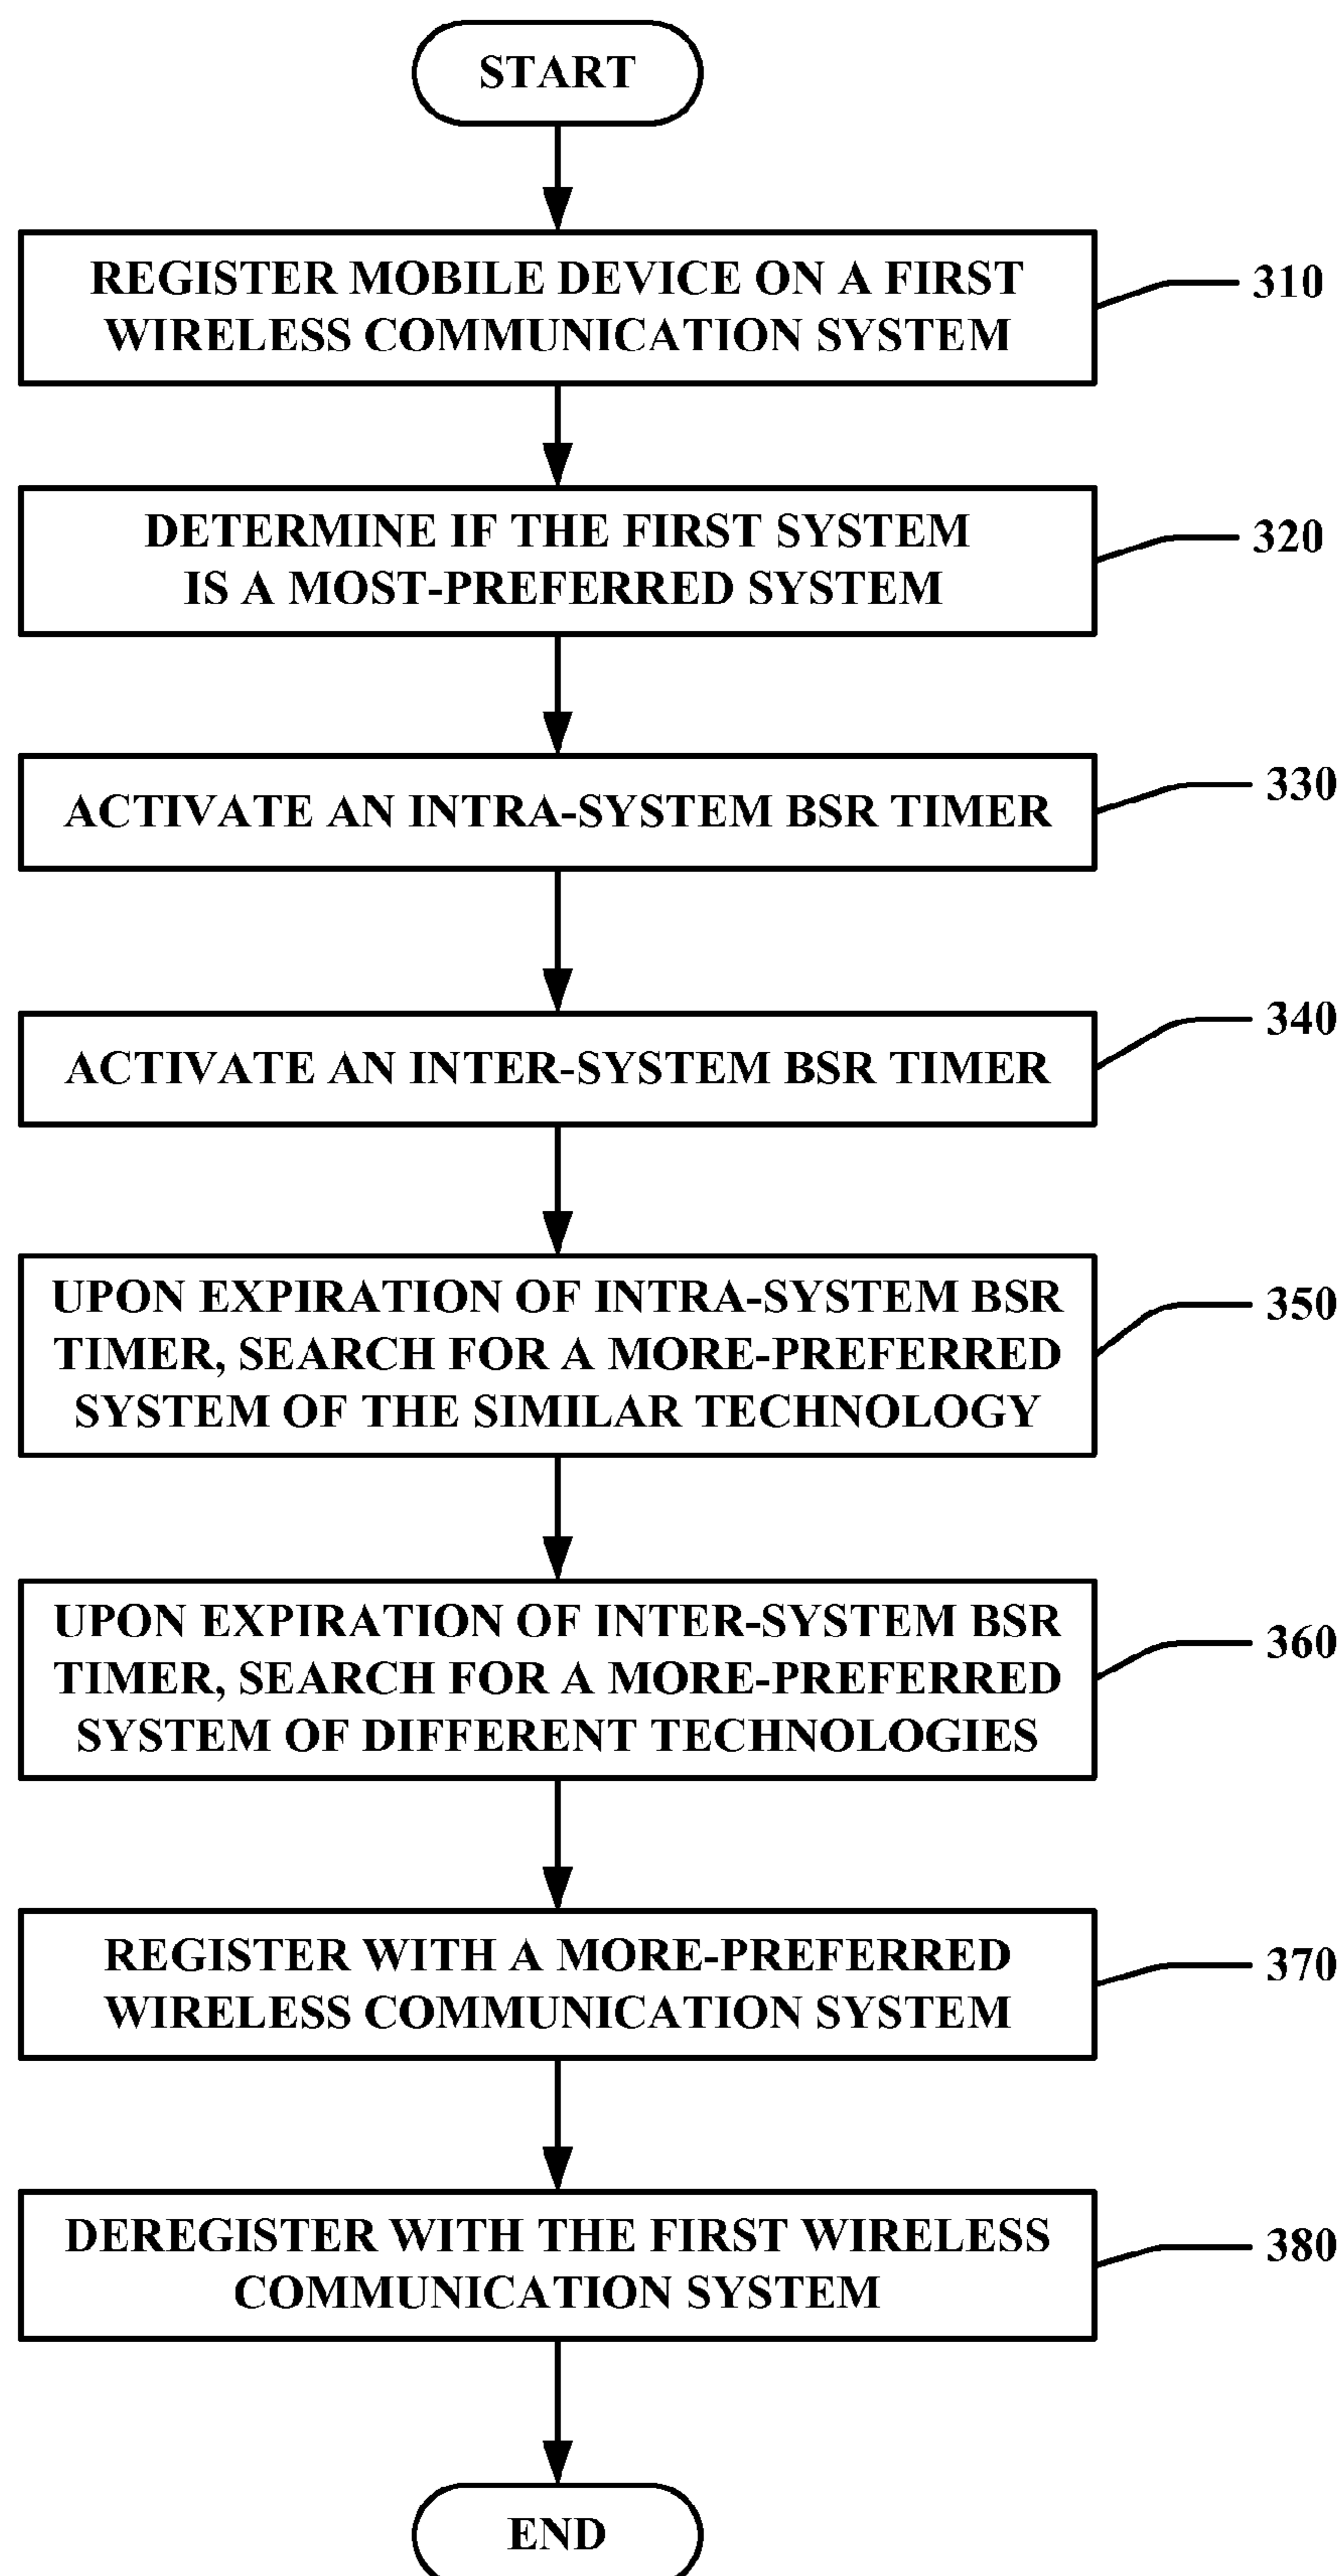 START
REGISTER MOBILE DEVICE ON A FIRST
WIRELESS COMMUNICATION SYSTEM
310
DETERMINE IF THE FIRST SYSTEM
IS A MOST-PREFERRED SYSTEM
320
ACTIVATE AN INTRA-SYSTEM BSR TIMER
330
ACTIVATE AN INTER-SYSTEM BSR TIMER
340
UPON EXPIRATION OF INTRA-SYSTEM BSR
TIMER, SEARCH FOR A MORE-PREFERRED
SYSTEM OF THE SIMILAR TECHNOLOGY
350
UPON EXPIRATION OF INTER-SYSTEM BSR
TIMER, SEARCH FOR A MORE-PREFERRED
SYSTEM OF DIFFERENT TECHNOLOGIES
360
REGISTER WITH A MORE-PREFERRED
WIRELESS COMMUNICATION SYSTEM
370
DEREGISTER WITH THE FIRST WIRELESS
COMMUNICATION SYSTEM
380
END